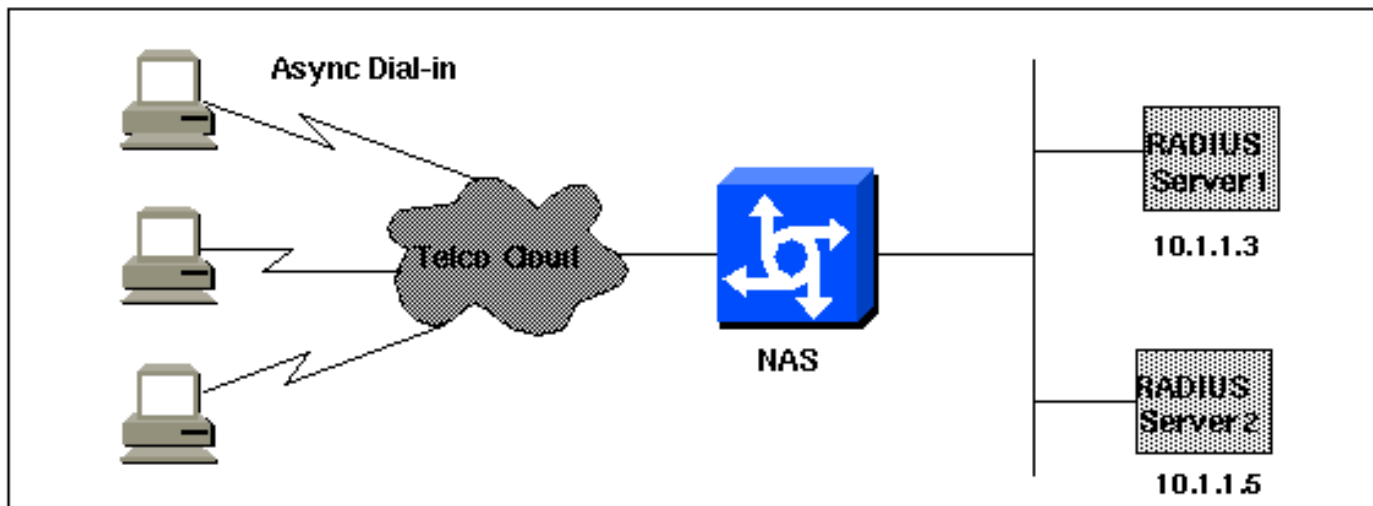 Async Dial-in
Telco Cloud
NAS
RADIUS
Server 1
10.1.1.3
RADIUS
Server 2
10.1.1.5